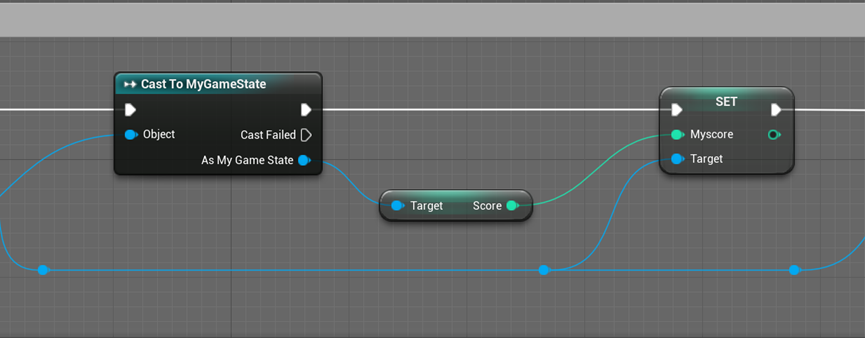 Cast To MyGameState
Object
Cast Failed
As My Game State
Target
Score
SET
Myscore
Target